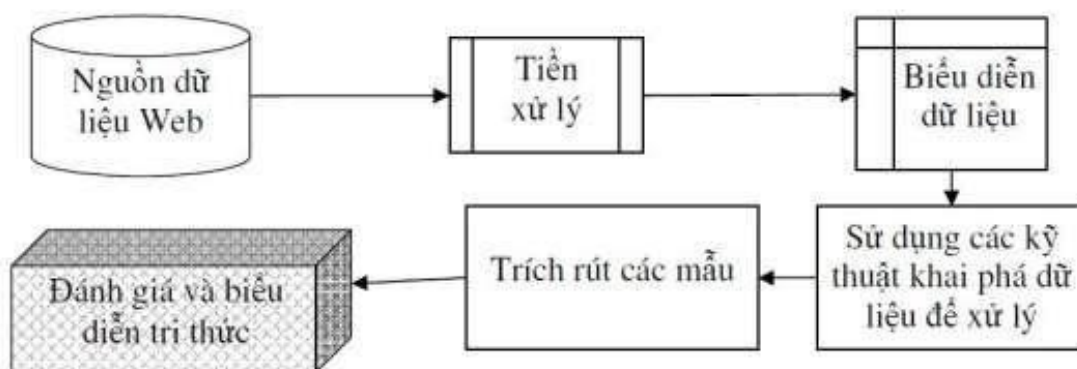 Nguồn dữ
liệu Web
Tiền
xử lý
Biểu diễn
dữ liệu
Sử dụng các kỹ
thuật khai phá dữ
liệu để xử lý
Trích rút các mẫu
Đánh giá và biểu
diễn tri thức